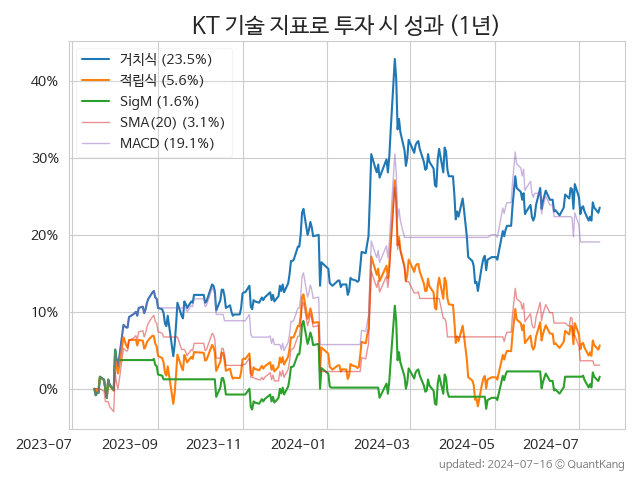 KT 기술 지표로 투자 시 성과 (1년)
거치식 (23.5%)
적립식 (5.6%)
SigM (1.6%)
SMA(20) (3.1%)
MACD (19.1%)
40%
30%
20%
10%
0%
2023-07
2023-09
2023-11
2024-01
2024-03
2024-05
2024-07
updated: 2024-07-16 © QuantKang